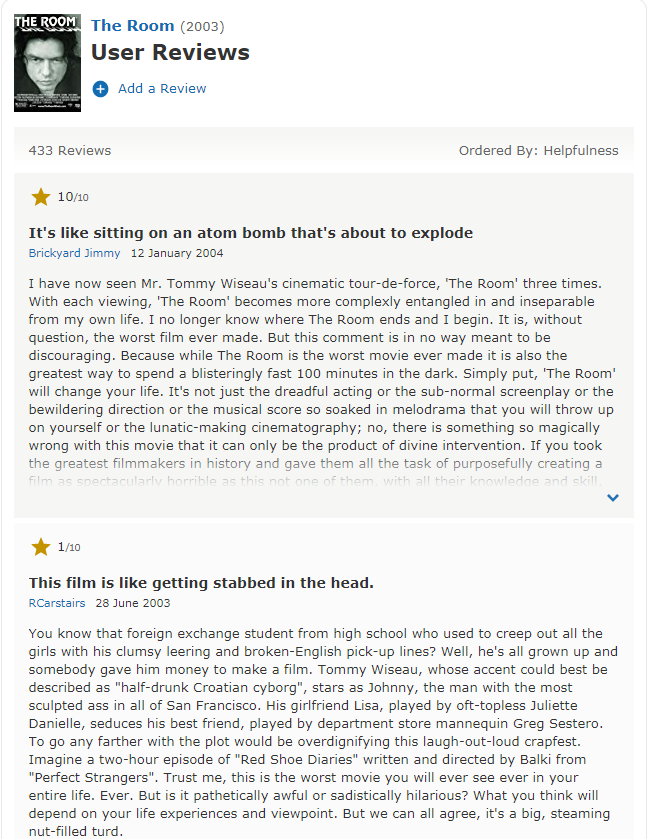 THE ROOM
The Room (2003)
User Reviews
Add a Review
433 Reviews
Ordered By: Helpfulness
10/10
It's like sitting on an atom bomb that's about to explode
Brickyard Jimmy 12 January 2004
I have now seen Mr. Tommy Wiseau's cinematic tour-de-force, 'The Room' three times.
With each viewing, 'The Room' becomes more complexly entangled in and inseparable
from my own life. I no longer know where The Room ends and I begin. It is, without
question, the worst film ever made. But this comment is in no way meant to be
discouraging. Because while The Room is the worst movie ever made it is also the
greatest way to spend a blisteringly fast 100 minutes in the dark. Simply put, 'The Room'
will change your life. It's not just the dreadful acting or the sub-normal screenplay or the
bewildering direction or the musical score so soaked in melodrama that you will throw up
on yourself or the lunatic-making cinematography; no, there is something so magically
wrong with this movie that it can only be the product of divine intervention. If you took
the greatest filmmakers in history and gave them all the task of purposefully creating a
film as spectacularly horrible as this not one of them, with all their knowledge and skill,
1/10
This film is like getting stabbed in the head.
RCarstairs 28 June 2003
You know that foreign exchange student from high school who used to creep out all the
girls with his clumsy leering and broken-English pick-up lines? Well, he's all grown up and
somebody gave him money to make a film. Tommy Wiseau, whose accent could best be
described as "half-drunk Croatian cyborg", stars as Johnny, the man with the most
sculpted ass in all of San Francisco. His girlfriend Lisa, played by oft-topless Juliette
Danielle, seduces his best friend, played by department store mannequin Greg Sestero.
To go any farther with the plot would be overdignifying this laugh-out-loud crapfest.
Imagine a two-hour episode of "Red Shoe Diaries" written and directed by Balki from
"Perfect Strangers". Trust me, this is the worst movie you will ever see ever in your
entire life. Ever. But is it pathetically awful or sadistically hilarious? What you think will
depend on your life experiences and viewpoint. But we can all agree, it's a big, steaming
nut-filled turd.